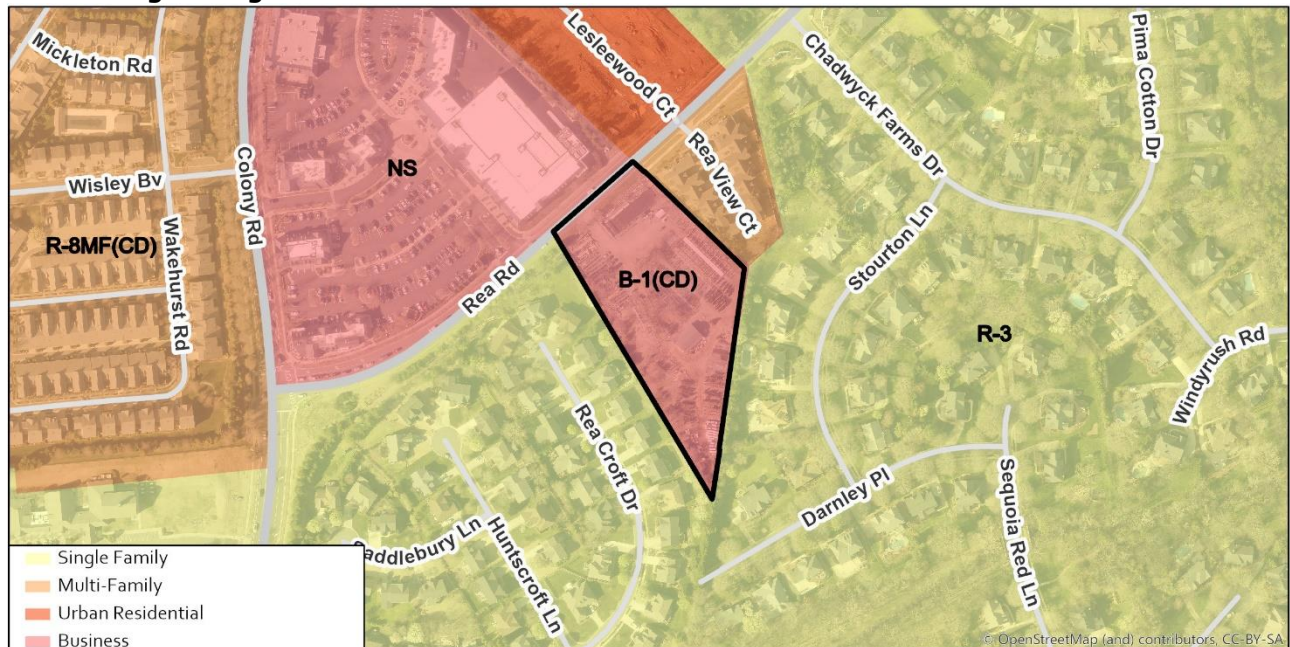 Mickleton Rd
Wisley Bv
Wakehurst Rd
R-8MF(CD)
Colony Rd
NS
Lesleewood Ct
Rea View Ct
Rea Rd
B-1(CD)
Chadwyck Farms Dr
Pima Cotton Dr
Stourton Ln
R-3
Windyrush Rd
Rea Croft Dr
Darnley Pl
Sequoia Red Ln
Huntscroft Ln
addlebury Ln
Single Family
Multi-Family
Urban Residential
Business
© OpenStreetMap (and) contributors, CC-BY-SA